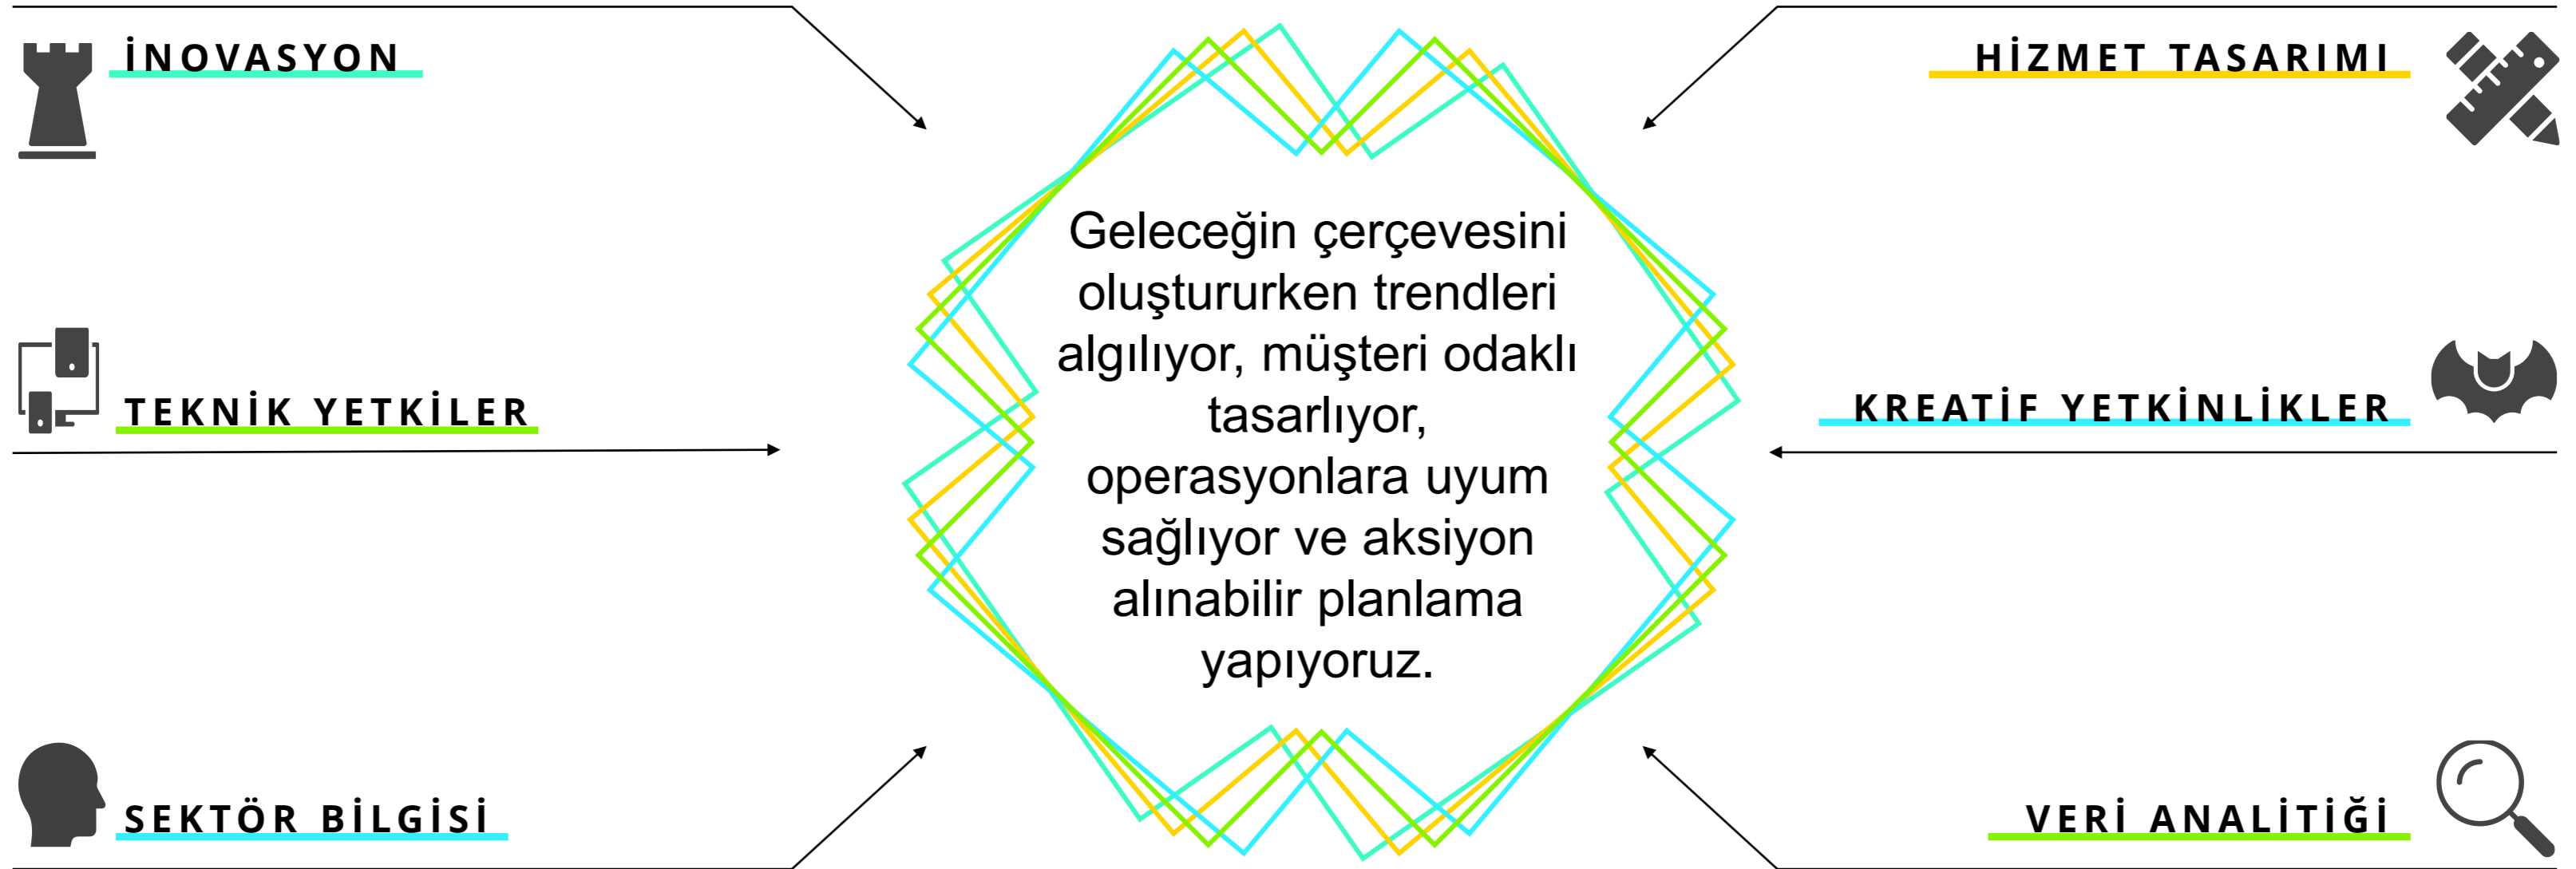 İNOVASYON
HİZMET TASARIMI
TEKNİK YETKİLER
KREATİF YETKİNLİKLER
SEKTÖR BİLGİSİ
VERİ ANALİTİĞİ
Geleceğin çerçevesini
oluştururken trendleri
algılıyor, müşteri odaklı
tasarlıyor,
operasyonlara uyum
sağlıyor ve aksiyon
alınabilir planlama
yapıyoruz.